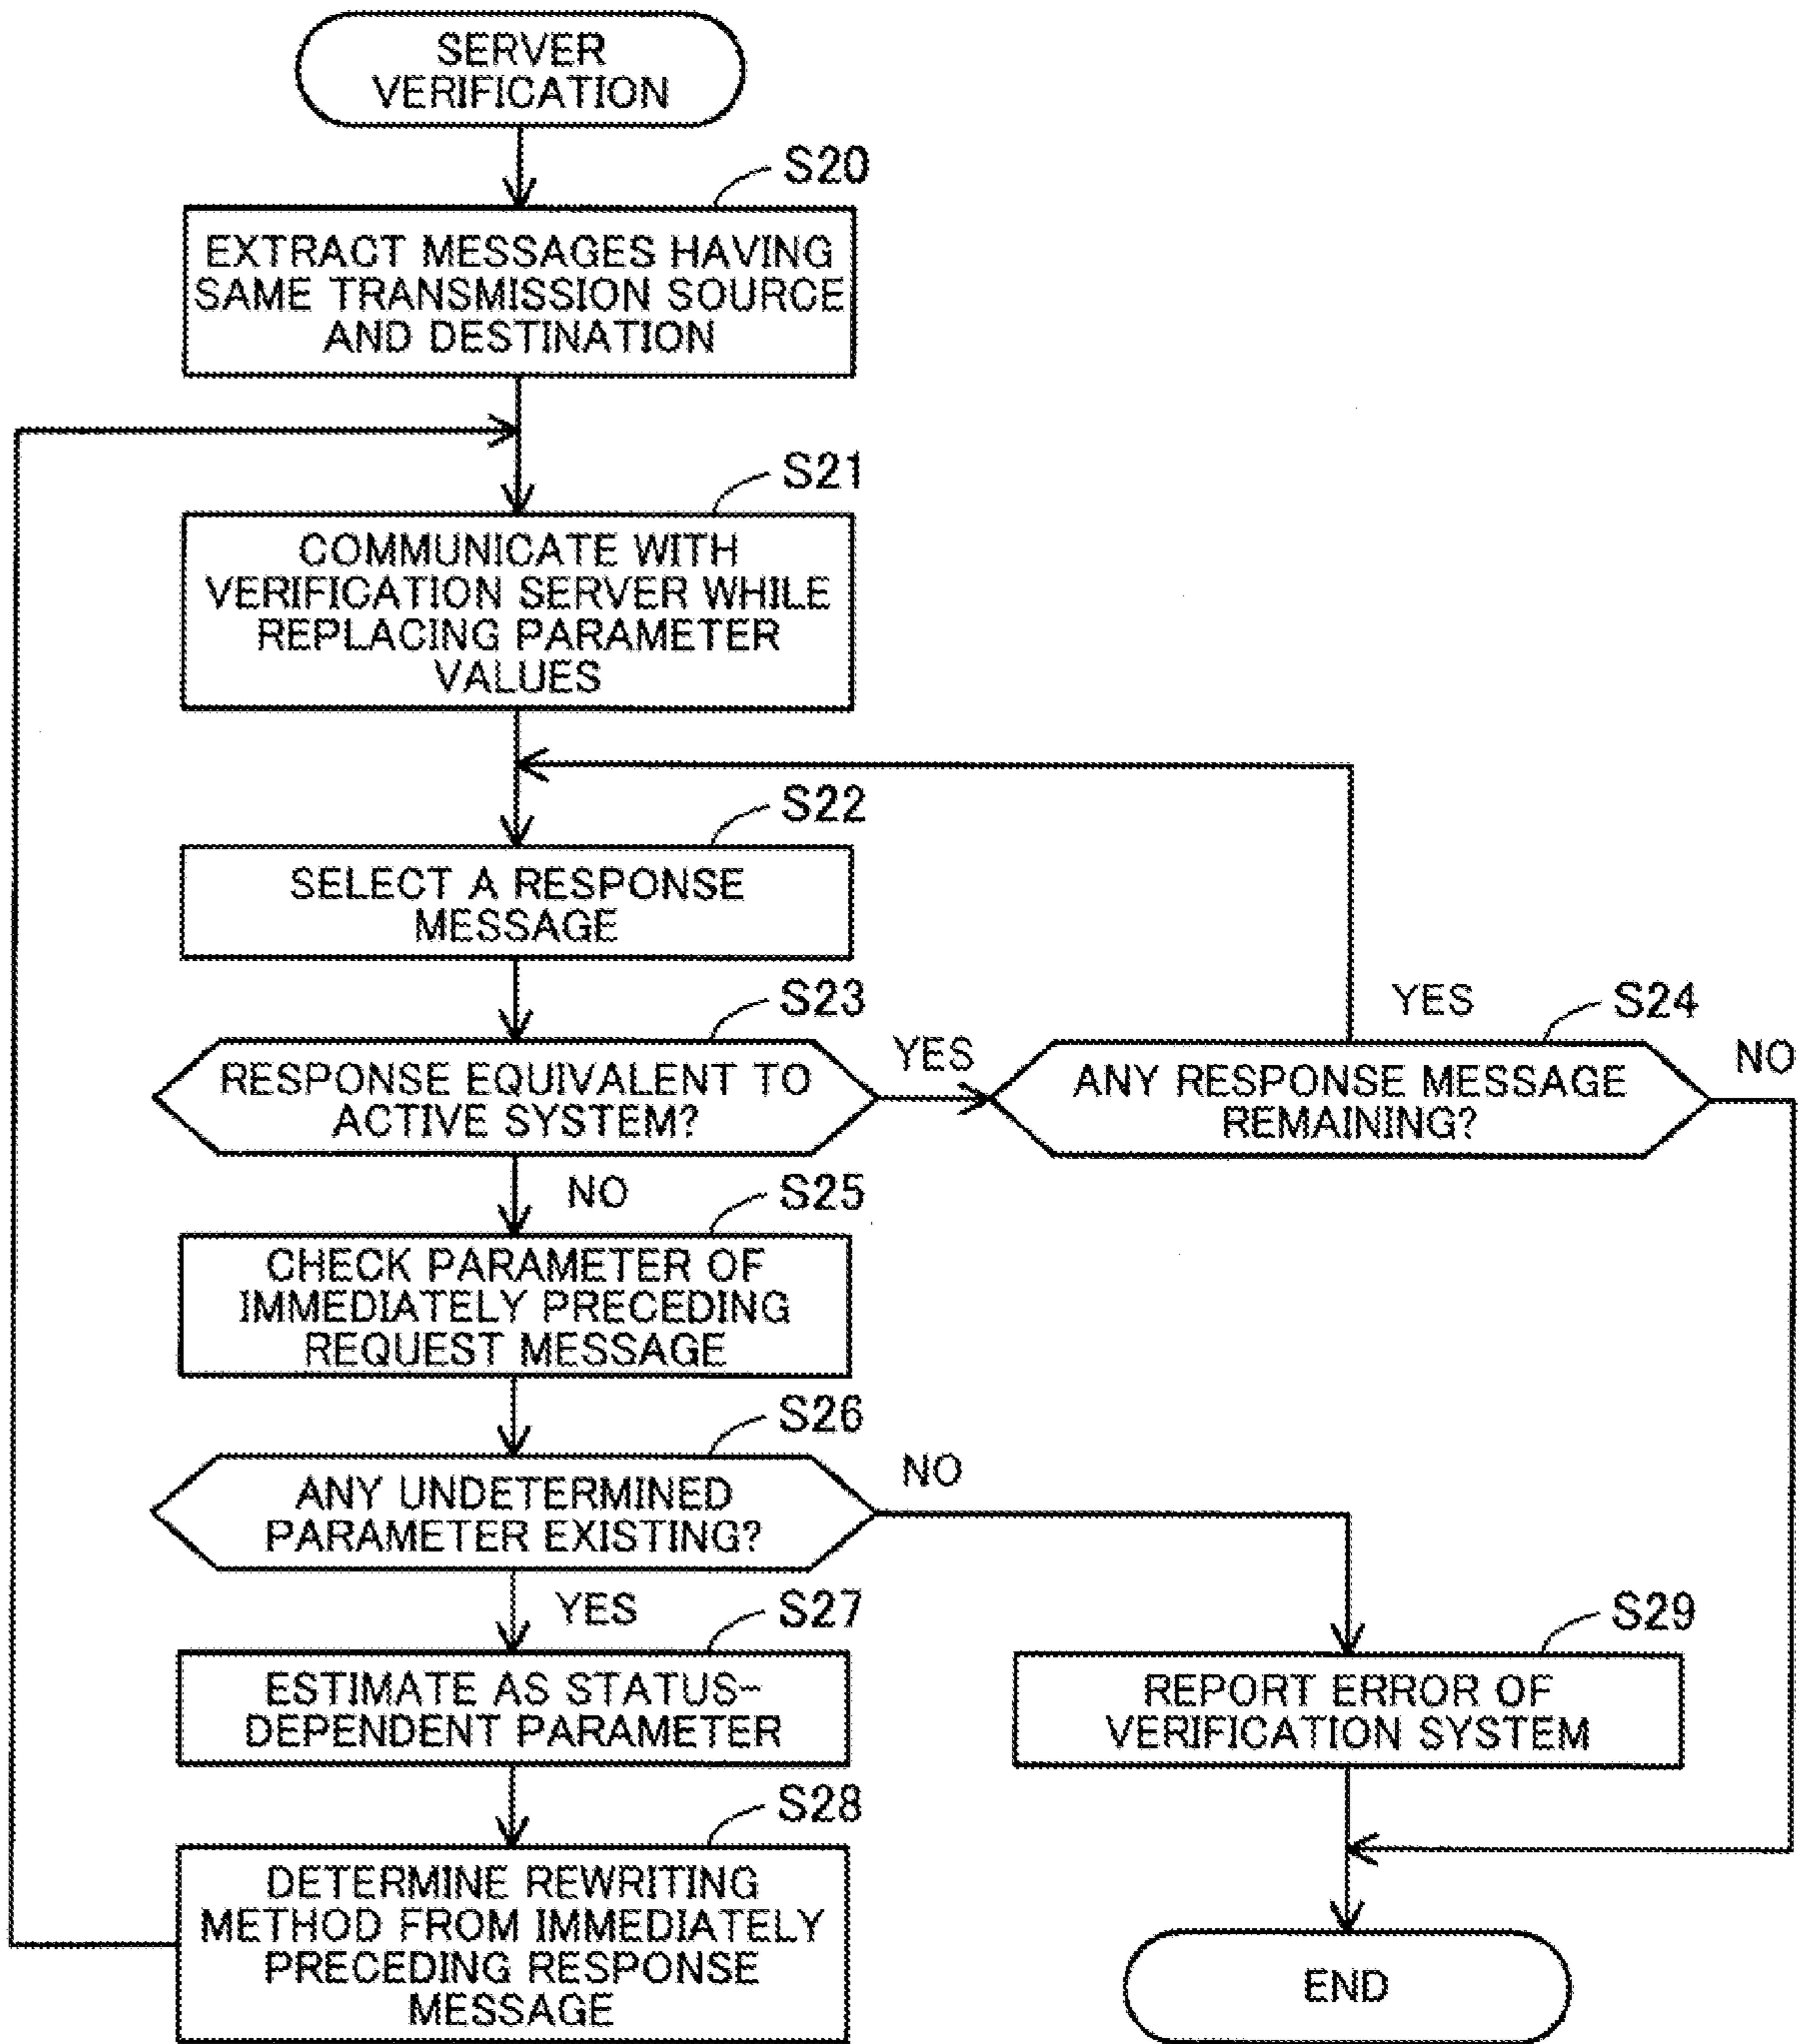 SERVER
VERIFICATION
S20
EXTRACT MESSAGES HAVING
SAME TRANSMISSION SOURCE
AND DESTINATION
S21
COMMUNICATE WITH
VERIFICATION SERVER WHILE
REPLACING PARAMETER
VALUES
S22
SELECT A RESPONSE
MESSAGE
S23
RESPONSE EQUIVALENT TO
ACTIVE SYSTEM?
YES
YES
S24
ANY RESPONSE MESSAGE
REMAINING?
NO
NO
S25
CHECK PARAMETER OF
IMMEDIATELY PRECEDING
REQUEST MESSAGE
S26
ANY UNDETERMINED
PARAMETER EXISTING?
NO
YES
S27
ESTIMATE AS STATUS-
DEPENDENT PARAMETER
S29
REPORT ERROR OF
VERIFICATION SYSTEM
S28
DETERMINE REWRITING
METHOD FROM IMMEDIATELY
PRECEDING RESPONSE
MESSAGE
END